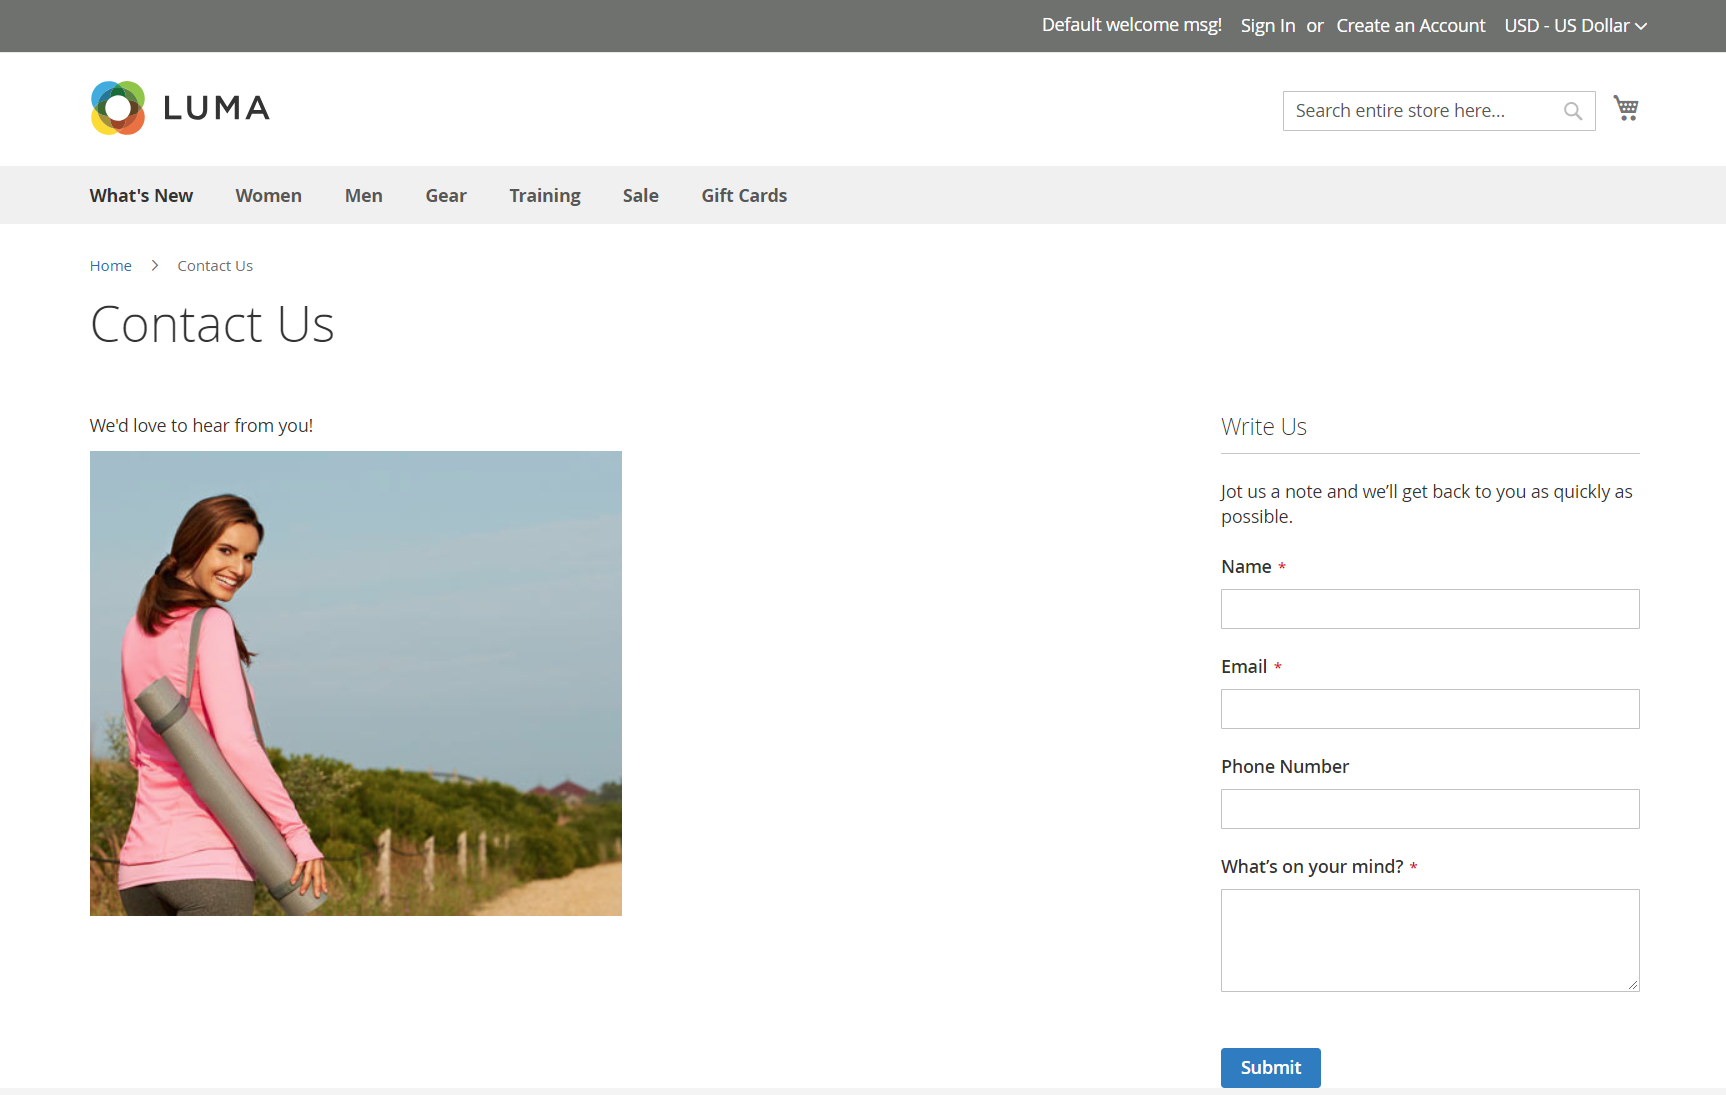 Default welcome msg! Sign In or Create an Account USD - US Dollar
LUMA
Search entire store here...
What's New Women Men Gear Training Sale Gift Cards
Home Contact Us
Contact Us
We'd love to hear from you!
Write Us
Jot us a note and we’ll get back to you as quickly as
possible.
Name *
Email *
Phone Number
What’s on your mind? *
Submit